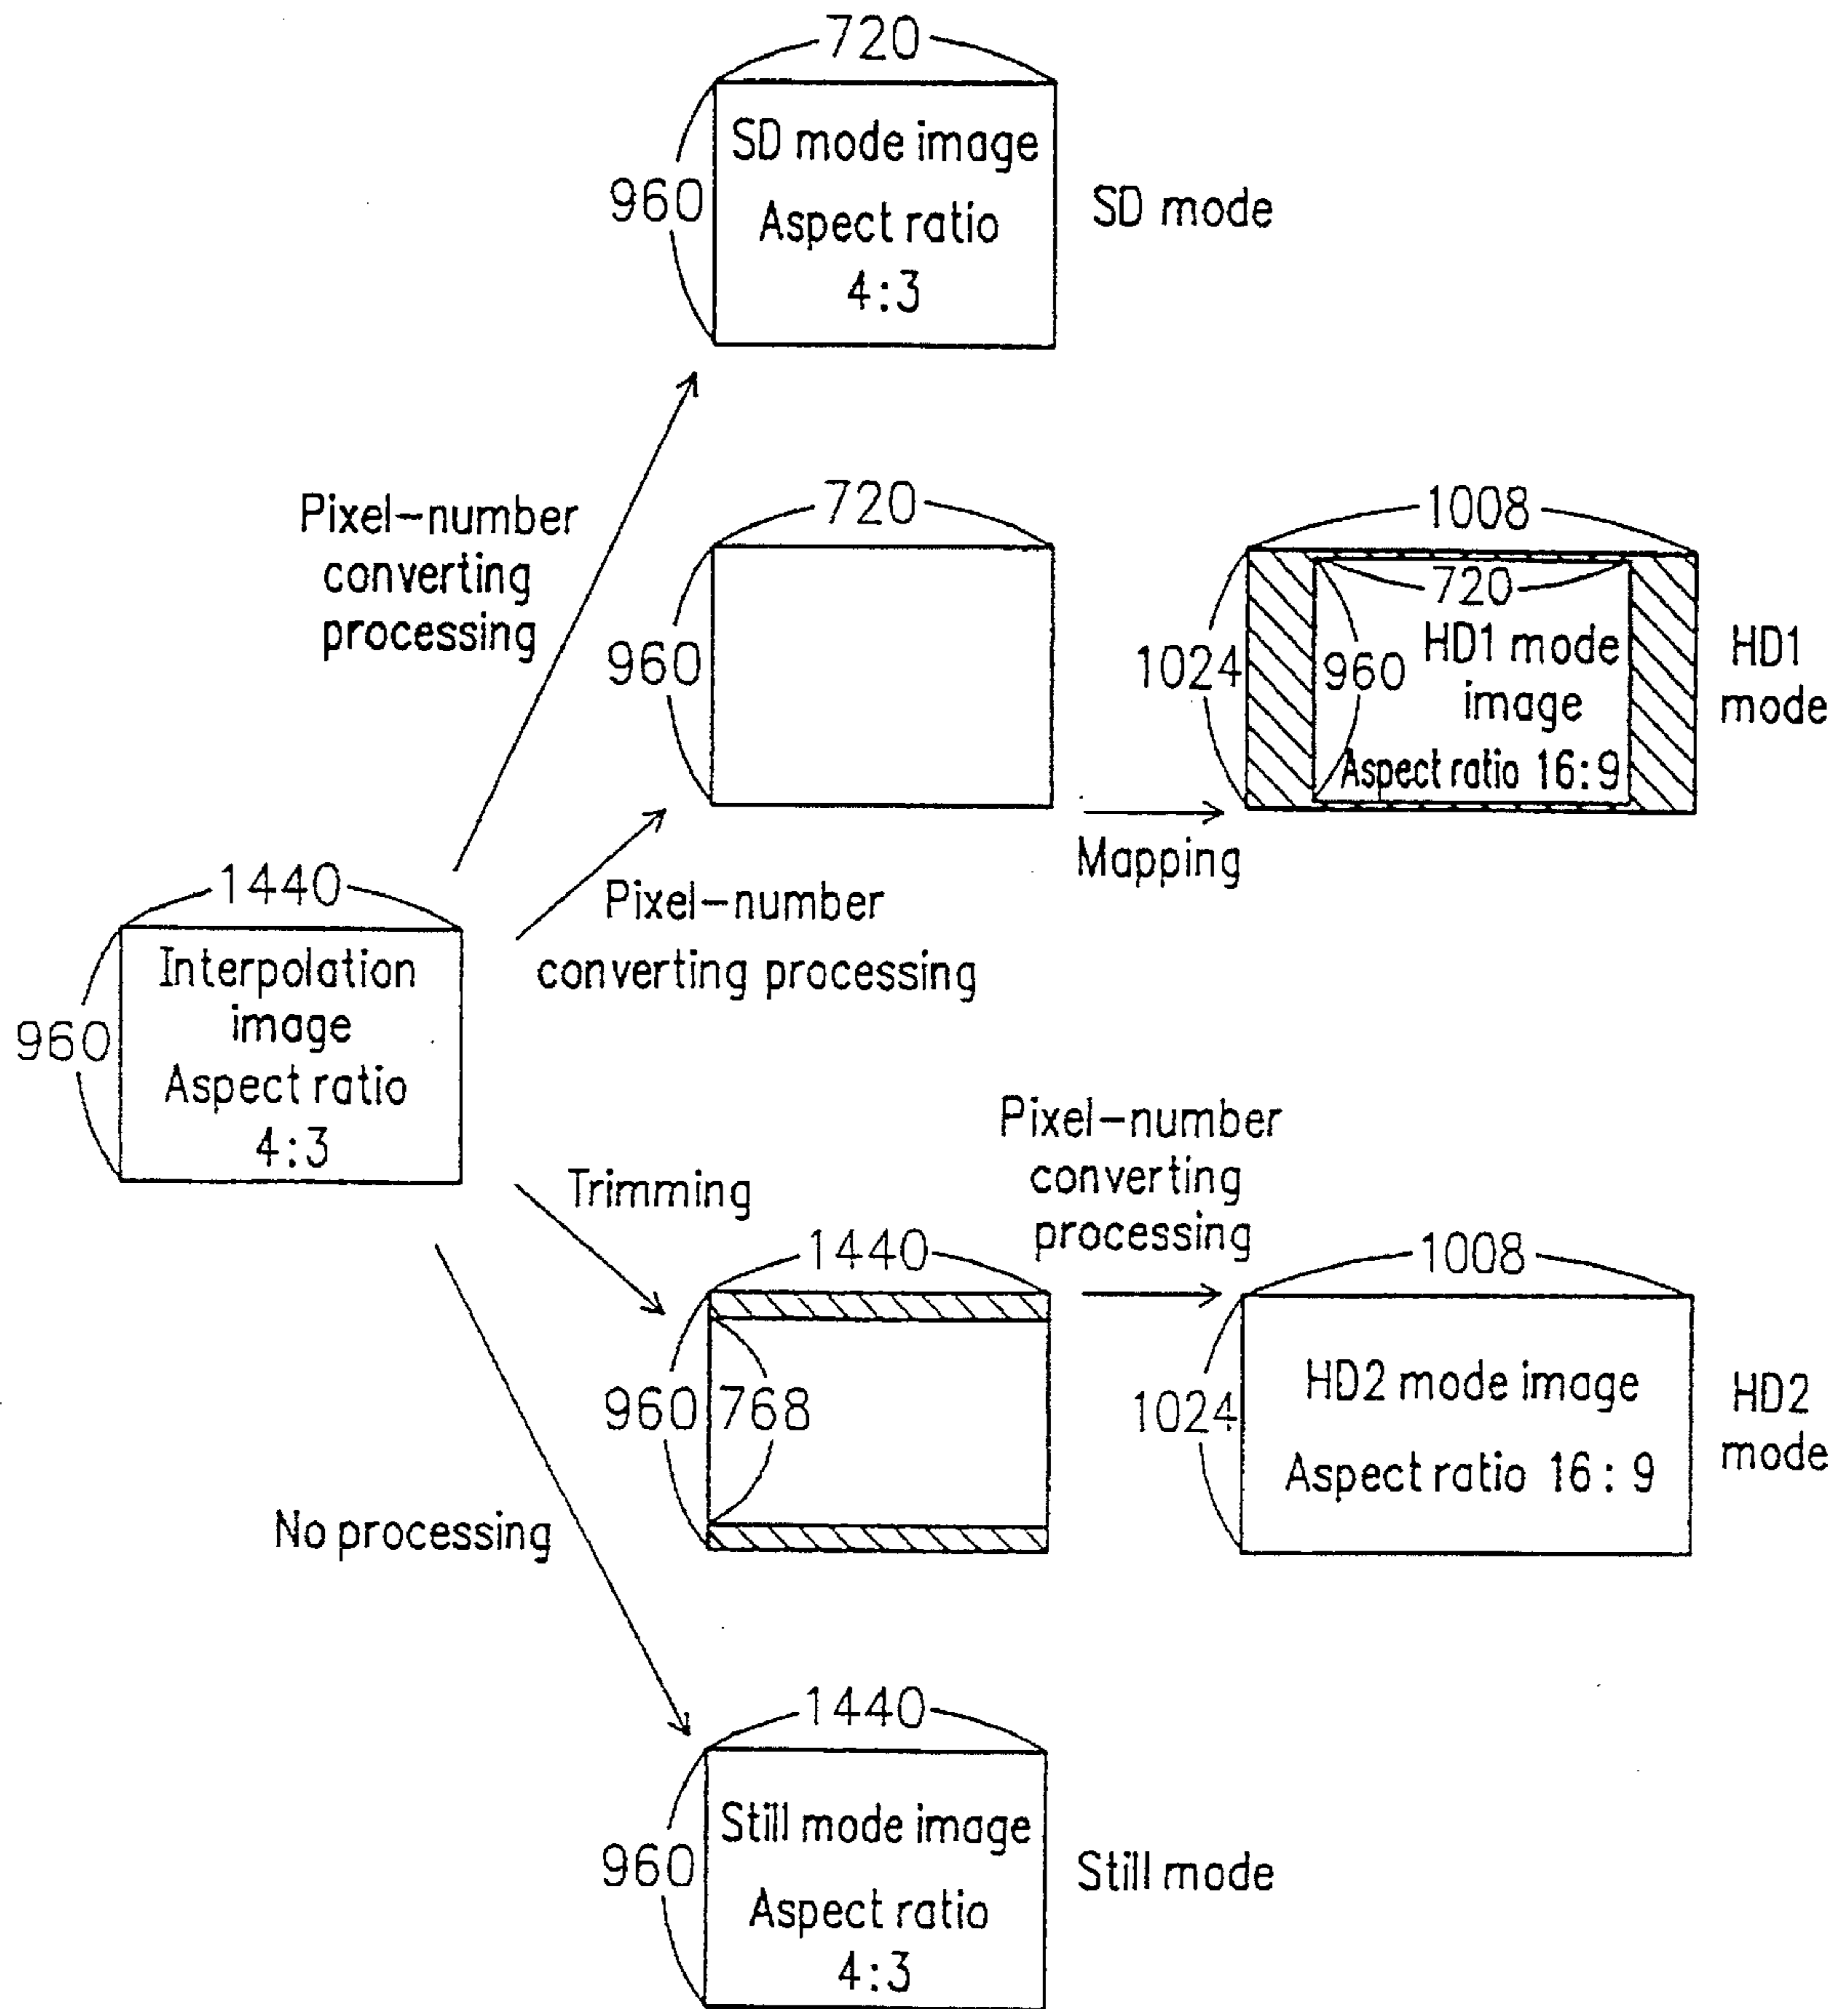 720
SD mode image
960
Aspect ratio
4:3
SD mode
Pixel-number
converting
processing
720
960
1008
720
1024
960
HD1 mode
image
Aspect ratio 16:9
HD1
mode
Mapping
Pixel-number
converting processing
1440
960
Interpolation
image
Aspect ratio
4:3
Trimming
1440
960
768
Pixel-number
converting
processing
1008
1024
HD2 mode image
Aspect ratio 16:9
HD2
mode
No processing
1440
960
Still mode image
Aspect ratio
4:3
Still mode